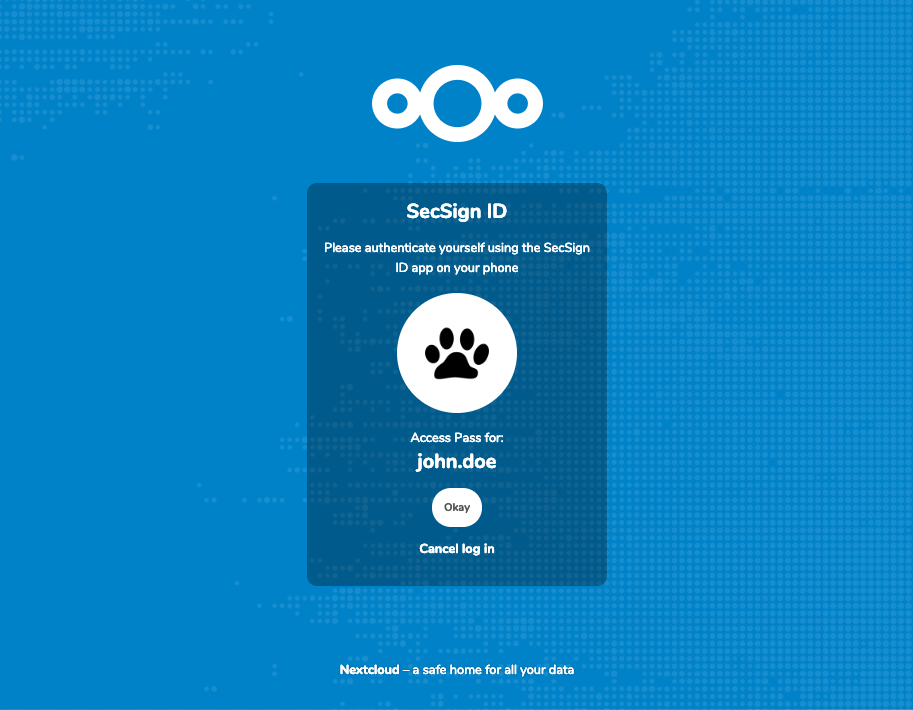 SecSign ID
Please authenticate yourself using the SecSign
ID app on your phone
Access Pass for:
john.doe
Okay
Cancel log in
Nextcloud – a safe home for all your data